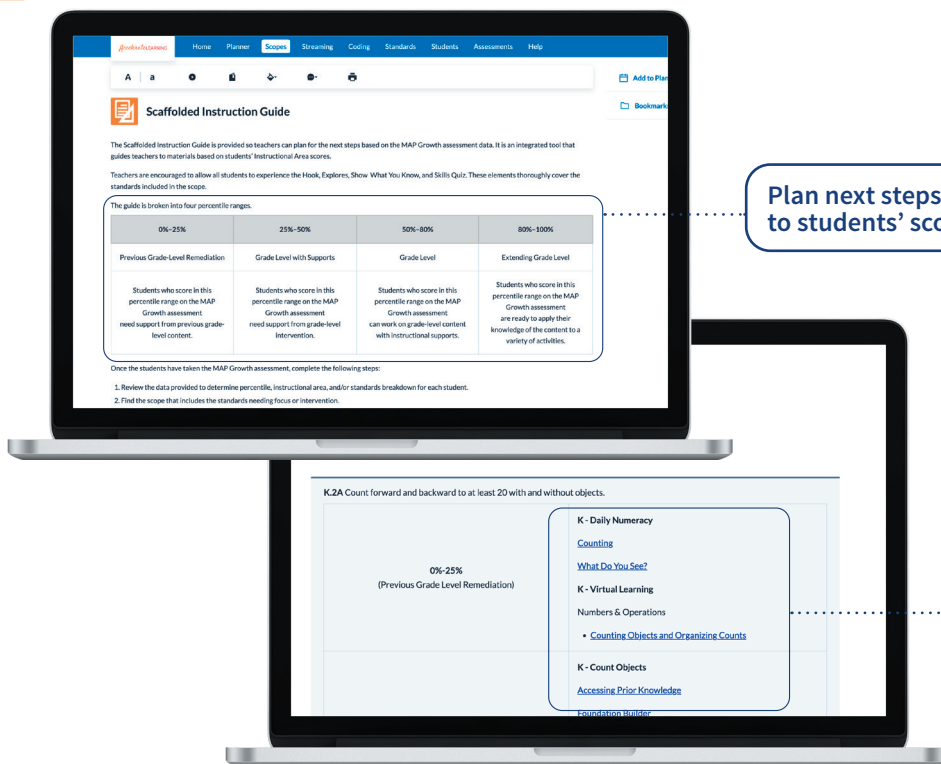 Accelerate Learning
Home Planner Scopes Streaming Coding Standards Students Assessments Help
A | a
Add to Plan
Bookmark
Scaffolded Instruction Guide
The Scaffolded Instruction Guide is provided so teachers can plan for the next steps based on the MAP Growth assessment data. It is an integrated tool that
guides teachers to materials based on students' Instructional Area scores.
Teachers are encouraged to allow all students to experience the Hook, Explores, Show What You Know, and Skills Quiz. These elements thoroughly cover the
standards included in the scope.
The guide is broken into four percentile ranges.
0%–25%
25%–50%
50%–80%
80%–100%
Previous Grade-Level Remediation
Grade Level with Supports
Grade Level
Extending Grade Level
Students who score in this
percentile range on the MAP
Growth assessment
need support from previous grade-
level content.
Students who score in this
percentile range on the MAP
Growth assessment
need support from grade-level
intervention.
Students who score in this
percentile range on the MAP
Growth assessment
can work on grade-level content
with instructional supports.
Students who score in this
percentile range on the MAP
Growth assessment
are ready to apply their
knowledge of the content to a
variety of activities.
Once the students have taken the MAP Growth assessment, complete the following steps:
1. Review the data provided to determine percentile, instructional area, and/or standards breakdown for each student.
2. Find the scope that includes the standards needing focus or intervention.
Plan next steps
to students' sco
K.2A Count forward and backward to at least 20 with and without objects.
0%-25%
(Previous Grade Level Remediation)
K - Daily Numeracy
Counting
What Do You See?
K - Virtual Learning
Numbers & Operations
• Counting Objects and Organizing Counts
K - Count Objects
Accessing Prior Knowledge
Foundation Builder